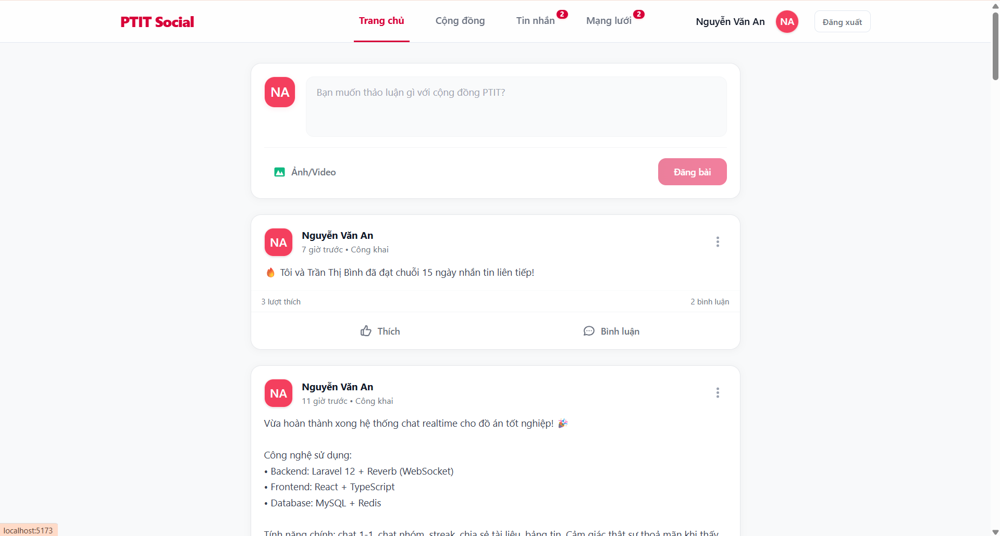 PTIT Social
Trang chủ
Cộng đồng
Tin nhắn
2
Mạng lưới
2
Nguyễn Văn An
NA
Đăng xuất
NA
Bạn muốn thảo luận gì với cộng đồng PTIT?
Ảnh/Video
Đăng bài
NA
Nguyễn Văn An
7 giờ trước • Công khai
🔥 Tôi và Trần Thị Bình đã đạt chuỗi 15 ngày nhắn tin liên tiếp!
3 lượt thích
2 bình luận
Thích
Bình luận
NA
Nguyễn Văn An
11 giờ trước • Công khai
Vừa hoàn thành xong hệ thống chat realtime cho đồ án tốt nghiệp! 🎉
Công nghệ sử dụng:
• Backend: Laravel 12 + Reverb (WebSocket)
• Frontend: React + TypeScript
• Database: MySQL + Redis
Tính năng chính: chat 1-1, chat nhóm, streak, chia sẻ tài liệu, bảng tin. Cảm giác thật sự thoả mãn khi thấy
localhost:5173